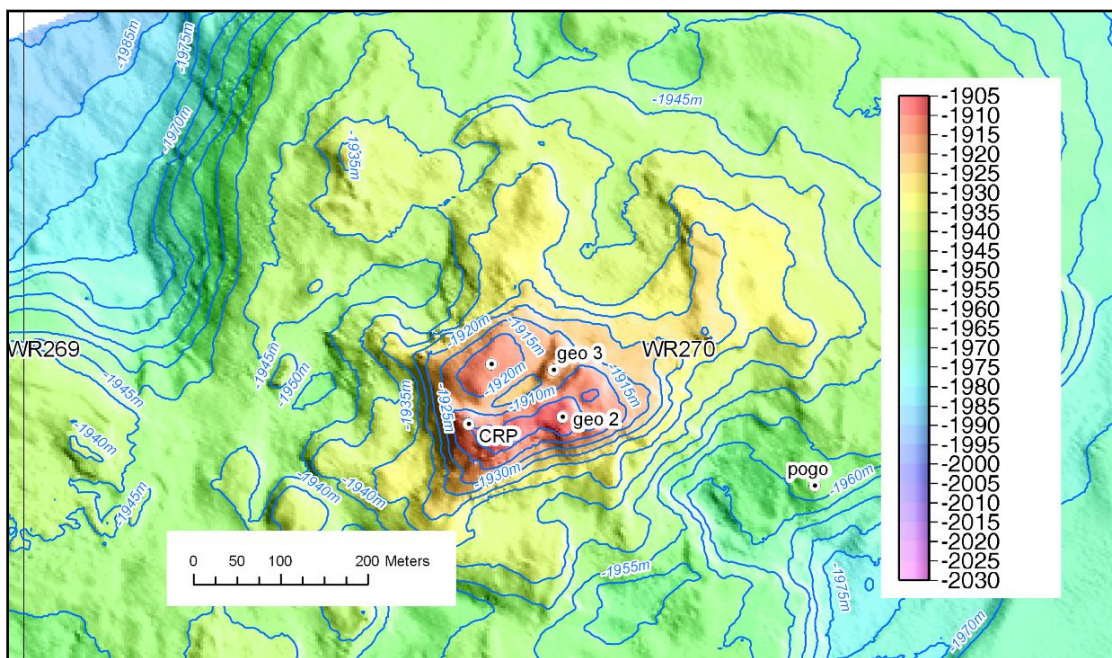 -1985m
-1975m
-1945m
-1970m
-1935m
-1905
-1910
-1915
-1920
-1925
-1930
-1935
-1940
-1945
-1950
-1955
-1960
-1965
-1970
-1975
-1980
-1985
-1990
-1995
-2000
-2005
-2010
-2015
-2020
-2025
-2030
-1920m
-1915m
WR269
geo 3
WR270
-1945m
-1950m
-1920m
-1915m
-1945m
-1935m
-1925m
-1910m
geo 2
CRP
-1940m
-1930m
pogo
-1960m
-1940m
-1940m
-1945m
0 50 100 200 Meters
-1955m
-1975m
-1970m